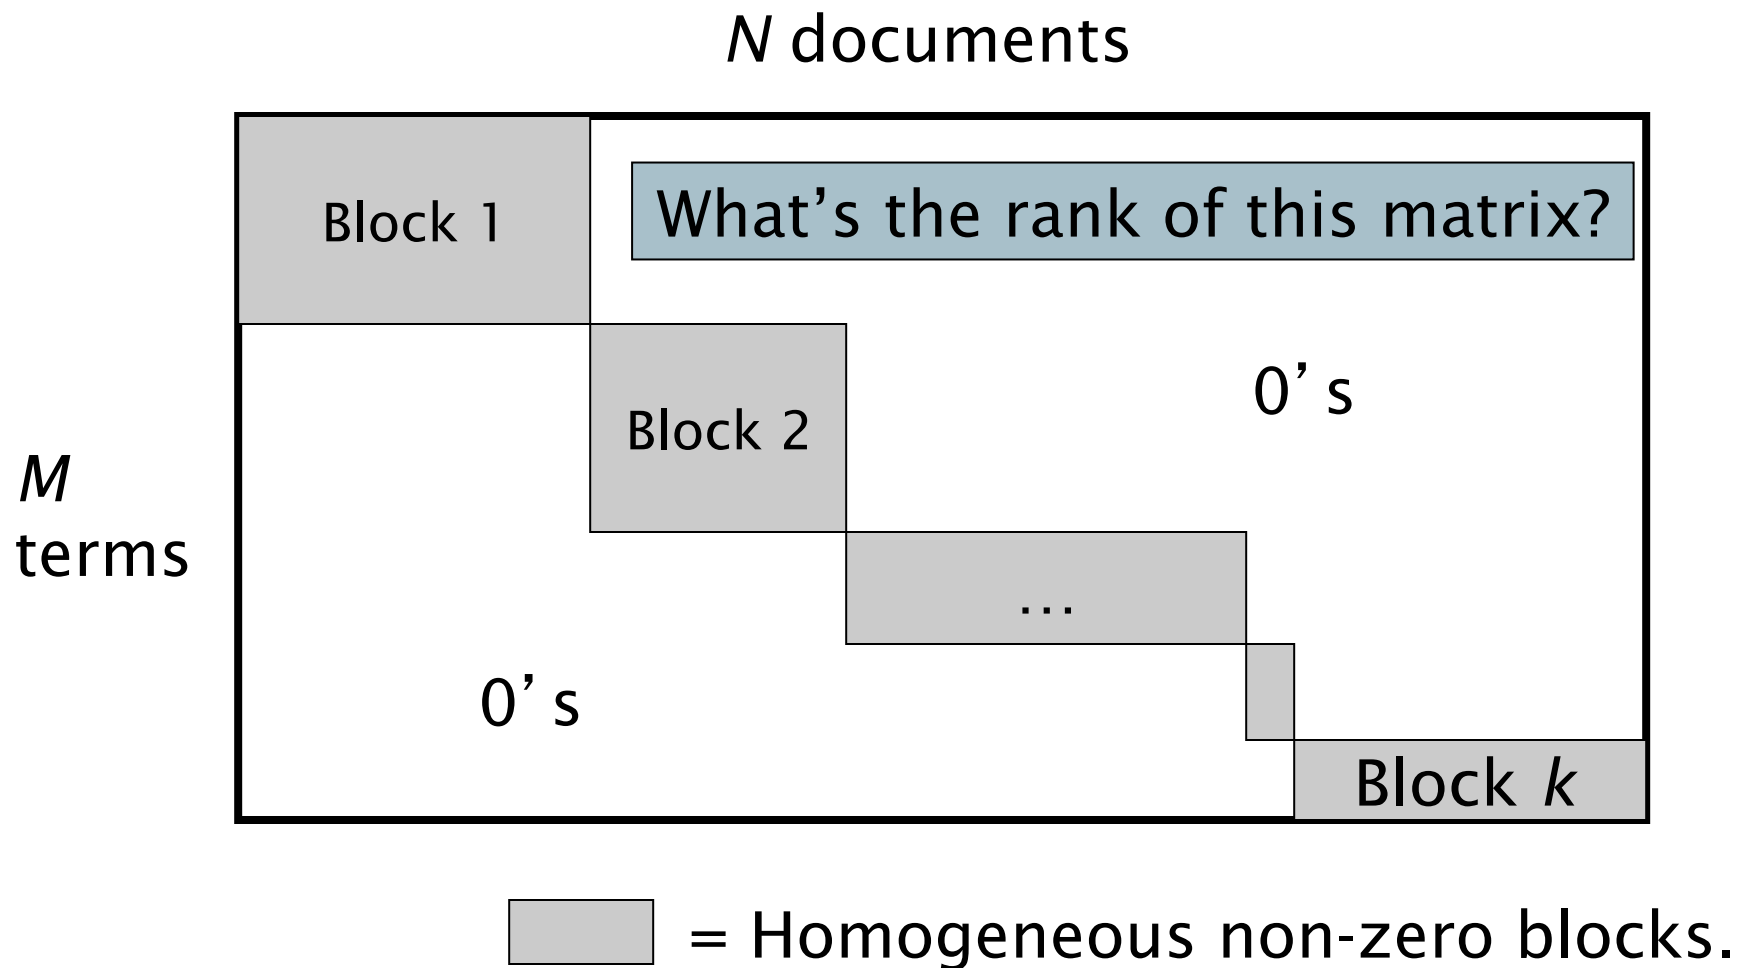 N documents
Block 1
What’s the rank of this matrix?
Block 2
0’s
M
terms
…
0’s
Block k
= Homogeneous non-zero blocks.